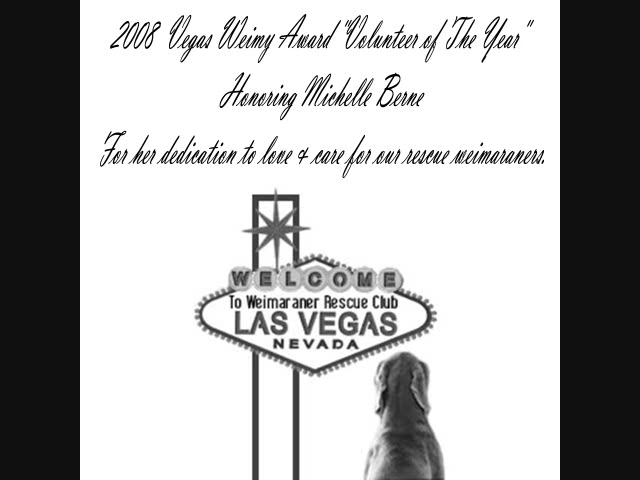 2008 Vegas Weimy Award "Volunteer of The Year"
Honoring Michelle Berne
For her dedication to love & care for our rescue weimaraners.
WELCOME
To Weimaraner Rescue Club
LAS VEGAS
NEVADA